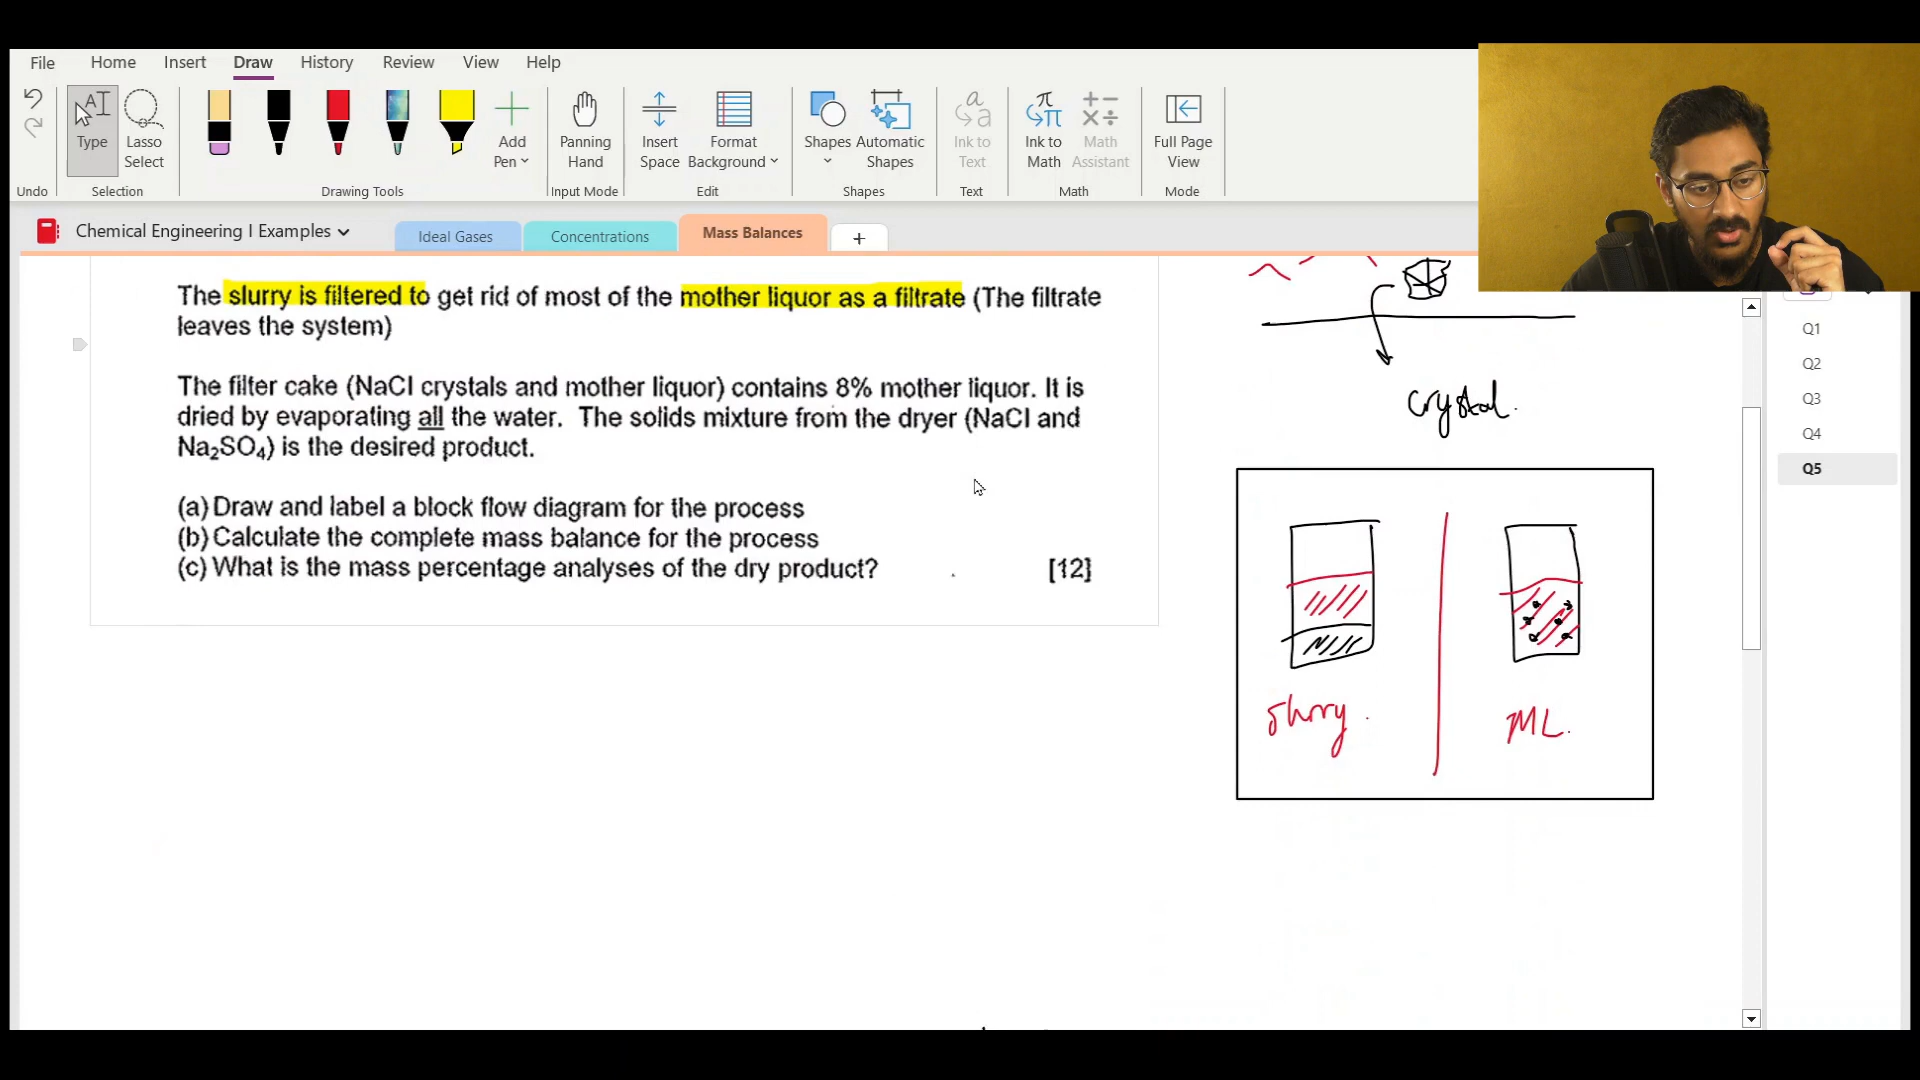 File Home Insert Draw History Review View Help
Type
Lasso Select
Add Pen
Panning Hand
Insert Space
Format Background
Shapes
Automatic Shapes
Ink to Text
Ink to Math
Math Assistant
Full Page View
Undo Selection Drawing Tools Input Mode Edit Shapes Text Math Mode
Chemical Engineering I Examples Ideal Gases Concentrations Mass Balances +
The slurry is filtered to get rid of most of the mother liquor as a filtrate (The filtrate
leaves the system)
The filter cake (NaCl crystals and mother liquor) contains 8% mother liquor. It is
dried by evaporating all the water. The solids mixture from the dryer (NaCl and
Na₂SO₄) is the desired product.
(a) Draw and label a block flow diagram for the process
(b) Calculate the complete mass balance for the process
(c) What is the mass percentage analyses of the dry product? [12]
crystal.
slurry.
ML.
Q1
Q2
Q3
Q4
Q5